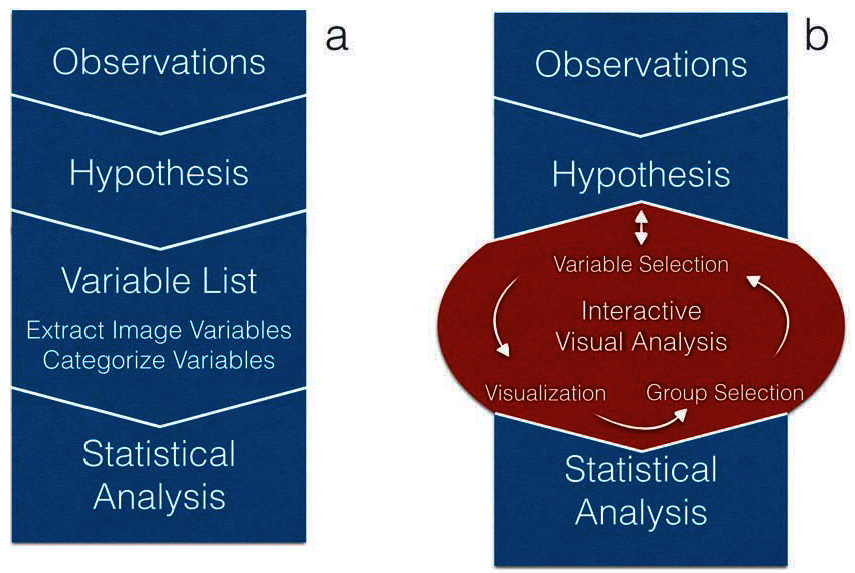 a
Observations
Hypothesis
Variable List
Extract Image Variables
Categorize Variables
Statistical
Analysis
b
Observations
Hypothesis
Variable Selection
Interactive
Visual Analysis
Visualization
Group Selection
Statistical
Analysis